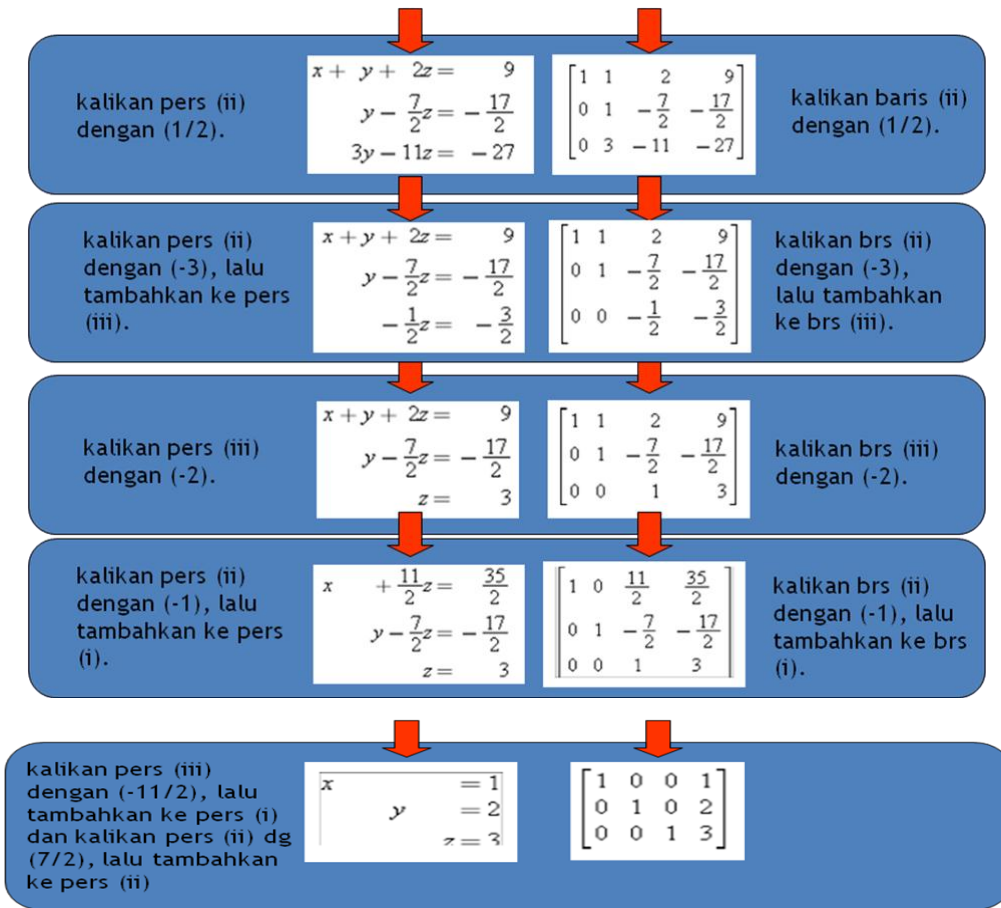 kalikan pers (ii)
dengan (1/2).
x + y + 2z = 9
y − 7/2 z = − 17/2
3y − 11z = −27
[1 1 2 9]
[0 1 −7/2 −17/2]
[0 3 −11 −27]
kalikan baris (ii)
dengan (1/2).
kalikan pers (ii)
dengan (-3), lalu
tambahkan ke pers
(iii).
x + y + 2z = 9
y − 7/2 z = − 17/2
− 1/2 z = − 3/2
[1 1 2 9]
[0 1 −7/2 −17/2]
[0 0 −1/2 −3/2]
kalikan brs (ii)
dengan (-3),
lalu tambahkan
ke brs (iii).
kalikan pers (iii)
dengan (-2).
x + y + 2z = 9
y − 7/2 z = − 17/2
z = 3
[1 1 2 9]
[0 1 −7/2 −17/2]
[0 0 1 3]
kalikan brs (iii)
dengan (-2).
kalikan pers (ii)
dengan (-1), lalu
tambahkan ke pers
(i).
x + 11/2 z = 35/2
y − 7/2 z = − 17/2
z = 3
[1 0 11/2 35/2]
[0 1 −7/2 −17/2]
[0 0 1 3]
kalikan brs (ii)
dengan (-1), lalu
tambahkan ke brs
(i).
kalikan pers (iii)
dengan (-11/2), lalu
tambahkan ke pers (i)
dan kalikan pers (ii) dg
(7/2), lalu tambahkan
ke pers (ii)
x = 1
y = 2
z = 3
[1 0 0 1]
[0 1 0 2]
[0 0 1 3]